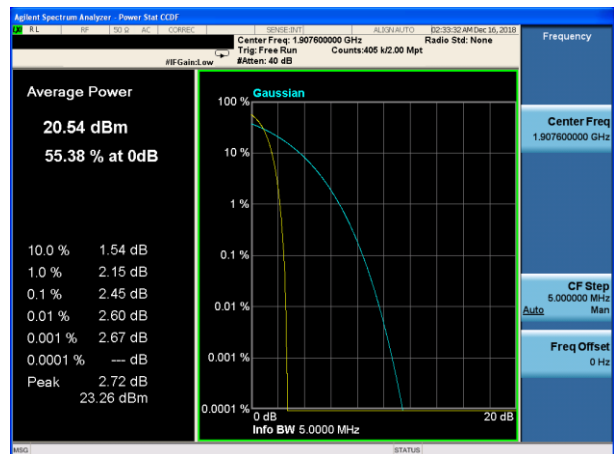 Agilent Spectrum Analyzer - Power Stat CCDF
RL RF 50 Ω AC CORREC SENSE:INT ALIGN AUTO 02:33:32 AM Dec 16, 2018
Center Freq: 1.907600000 GHz Radio Std: None
Trig: Free Run Counts:405 k/2.00 Mpt
#IFGain:Low #Atten: 40 dB
Frequency
Average Power
20.54 dBm
55.38 % at 0dB
10.0 % 1.54 dB
1.0 % 2.15 dB
0.1 % 2.45 dB
0.01 % 2.60 dB
0.001 % 2.67 dB
0.0001 % --- dB
Peak 2.72 dB
23.26 dBm
Gaussian
100 %
10 %
1 %
0.1 %
0.01 %
0.001 %
0.0001 %
0 dB 20 dB
Info BW 5.0000 MHz
Center Freq
1.907600000 GHz
CF Step
5.000000 MHz
Auto Man
Freq Offset
0 Hz
MSG STATUS